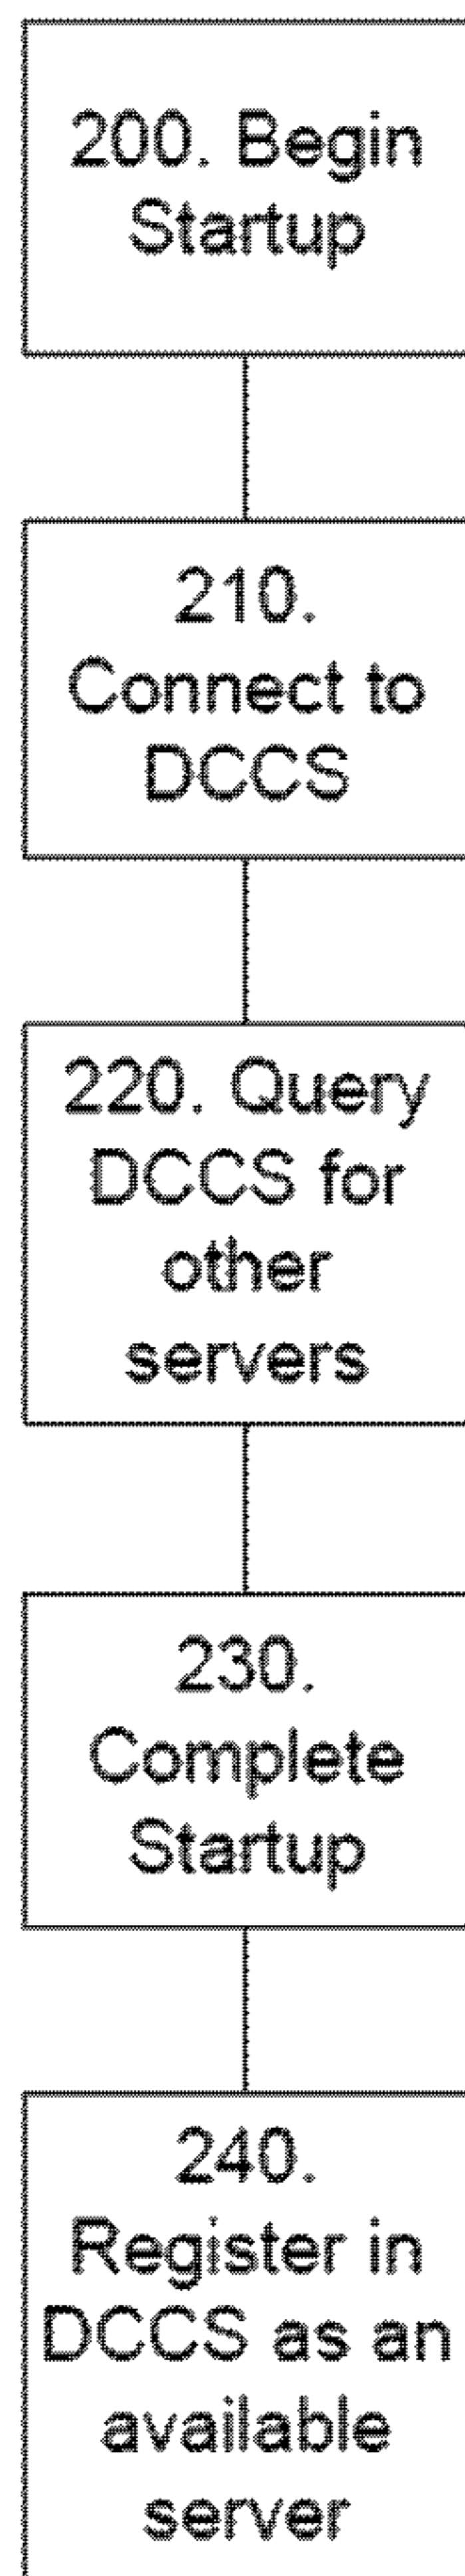 200. Begin
Startup
210.
Connect to
DCCS
220. Query
DCCS for
other
servers
230.
Complete
Startup
240.
Register in
DCCS as an
available
server